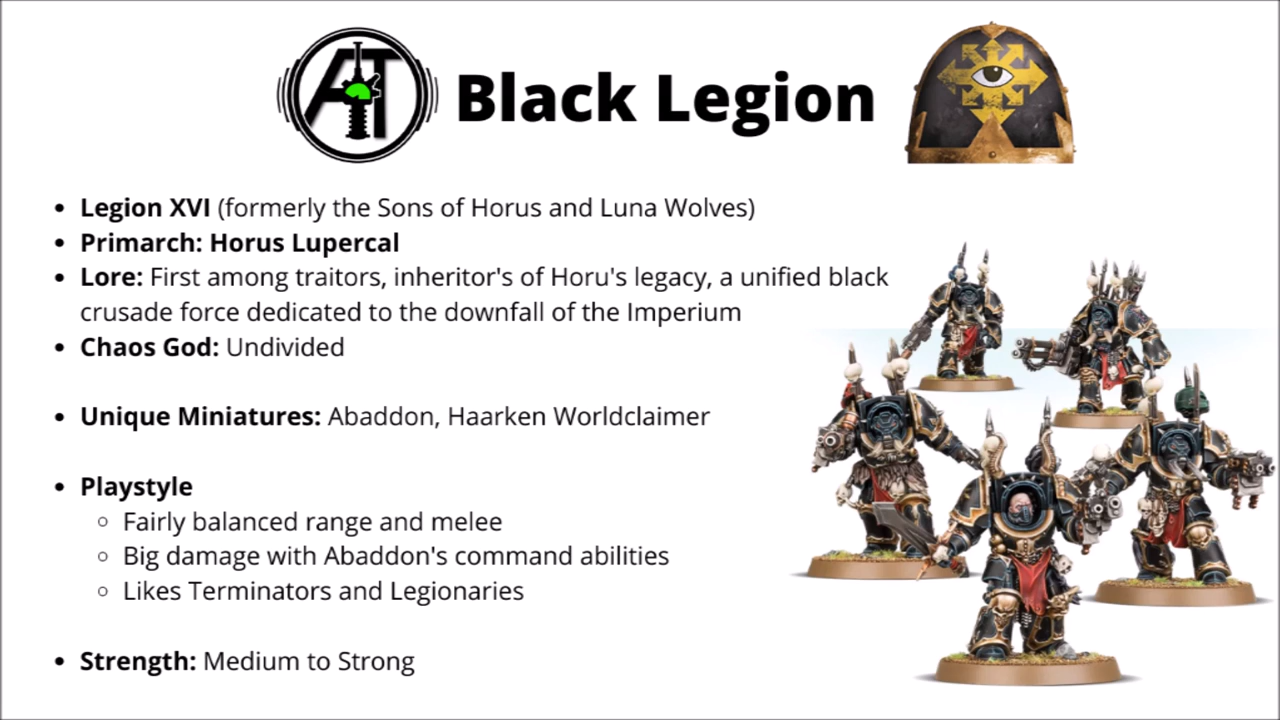 AT
Black Legion
• Legion XVI (formerly the Sons of Horus and Luna Wolves)
• Primarch: Horus Lupercal
• Lore: First among traitors, inheritor's of Horu's legacy, a unified black
crusade force dedicated to the downfall of the Imperium
• Chaos God: Undivided
• Unique Miniatures: Abaddon, Haarken Worldclaimer
• Playstyle
◦ Fairly balanced range and melee
◦ Big damage with Abaddon's command abilities
◦ Likes Terminators and Legionaries
• Strength: Medium to Strong